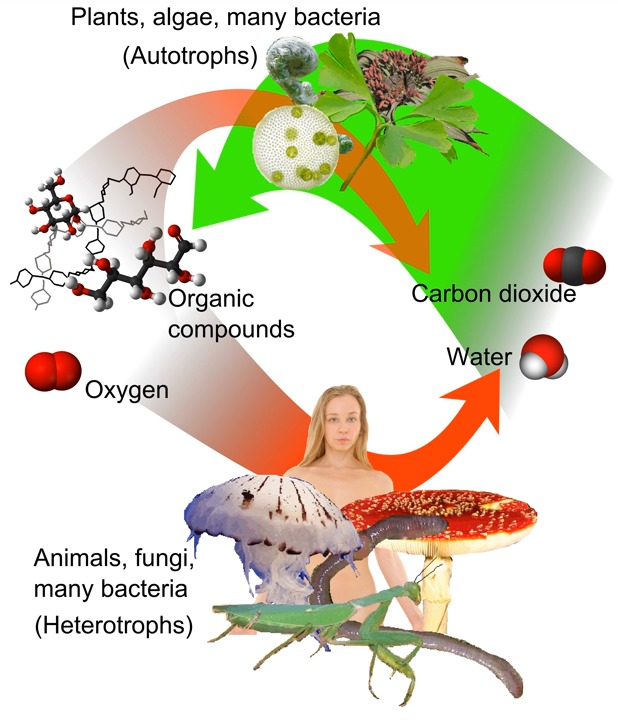 Plants, algae, many bacteria
(Autotrophs)
Organic
compounds
Oxygen
Carbon dioxide
Water
Animals, fungi,
many bacteria
(Heterotrophs)